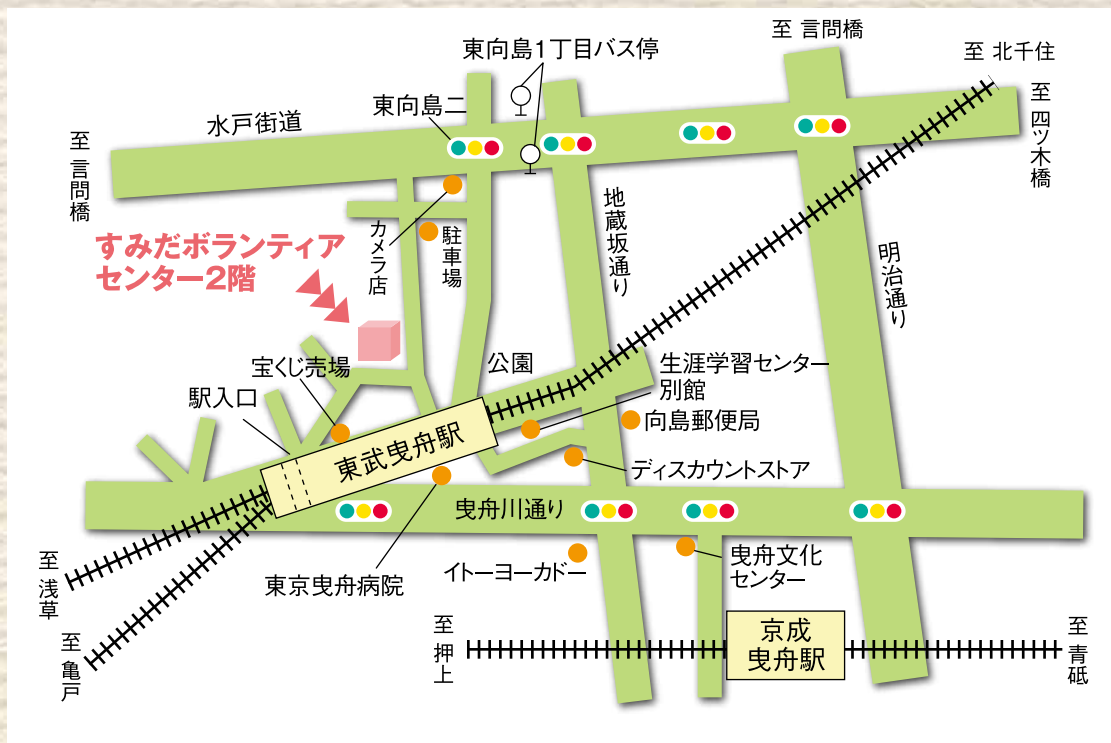 至 言問橋
東向島1丁目バス停
至 北千住
東向島二
水戸街道
至 言問橋
至 四ツ木橋
すみだボランティア
センター2階
カメラ店
駐車場
地蔵坂通り
明治通り
公園
宝くじ売場
駅入口
生涯学習センター
別館
向島郵便局
東武曳舟駅
ディスカウントストア
曳舟川通り
至 浅草
東京曳舟病院
イトーヨーカドー
曳舟文化
センター
至 亀戸
至 押上
京成
曳舟駅
至 青砥